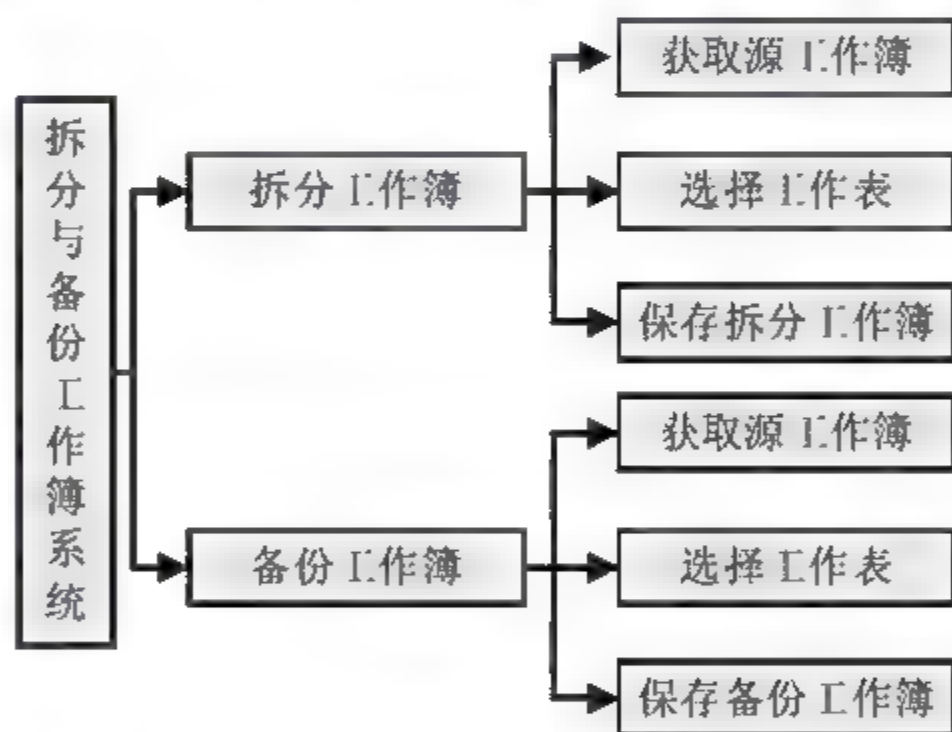 拆分与备份工作簿系统
拆分工作簿
获取源工作簿
选择工作表
保存拆分工作簿
备份工作簿
获取源工作簿
选择工作表
保存备份工作簿